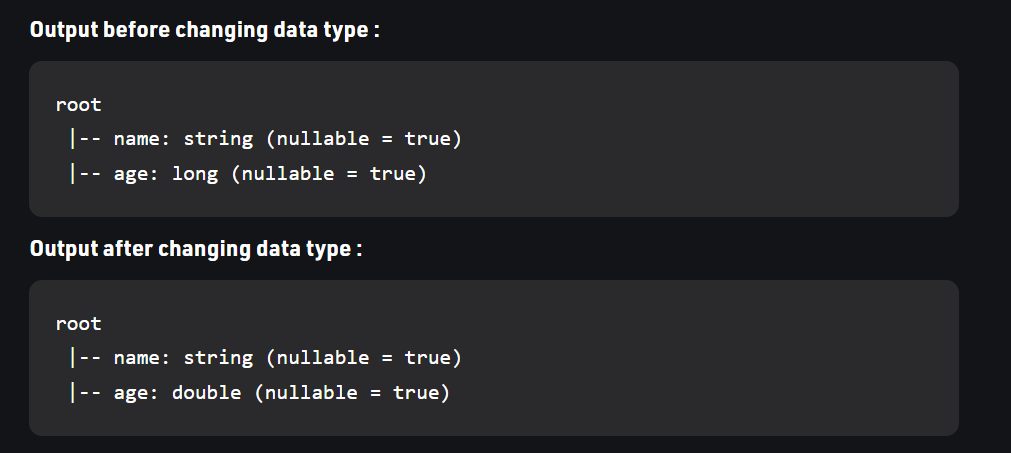 Output before changing data type :
root
 |-- name: string (nullable = true)
 |-- age: long (nullable = true)
Output after changing data type :
root
 |-- name: string (nullable = true)
 |-- age: double (nullable = true)